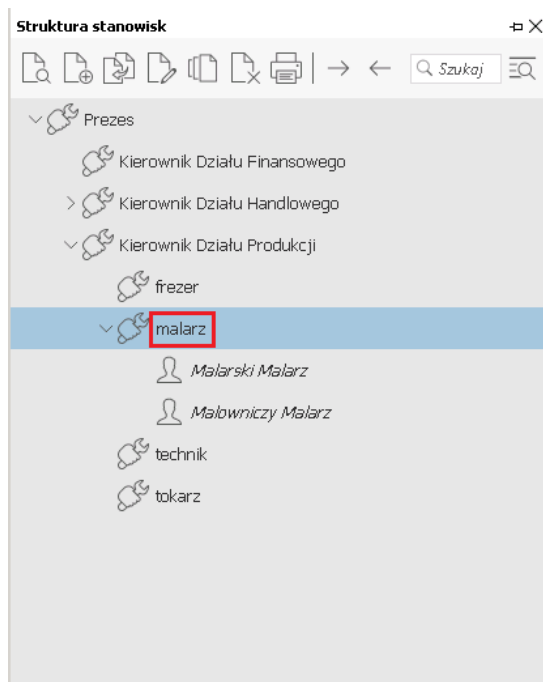 Struktura stanowisk
Szukaj
Prezes
Kierownik Działu Finansowego
Kierownik Działu Handlowego
Kierownik Działu Produkcji
frezer
malarz
Malarski Malarz
Malowniczy Malarz
technik
tokarz